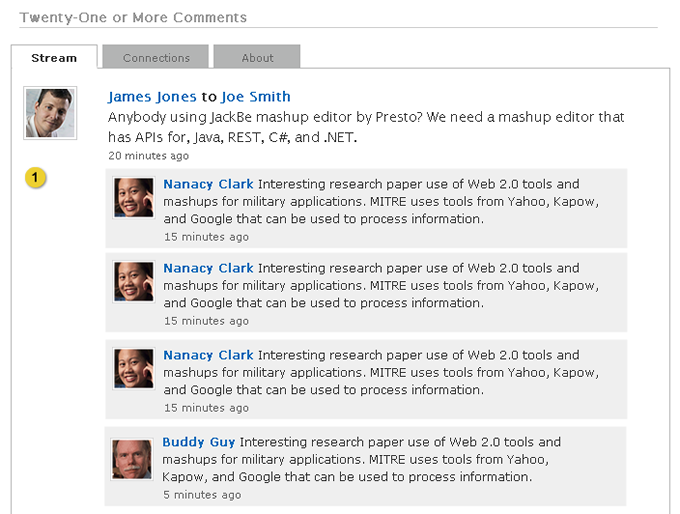 Twenty-One or More Comments
Stream
Connections
About
James Jones to Joe Smith
Anybody using JackBe mashup editor by Presto? We need a mashup editor that
has APIs for, Java, REST, C#, and .NET.
20 minutes ago
1
Nanacy Clark Interesting research paper use of Web 2.0 tools and
mashups for military applications. MITRE uses tools from Yahoo, Kapow,
and Google that can be used to process information.
15 minutes ago
Nanacy Clark Interesting research paper use of Web 2.0 tools and
mashups for military applications. MITRE uses tools from Yahoo, Kapow,
and Google that can be used to process information.
15 minutes ago
Nanacy Clark Interesting research paper use of Web 2.0 tools and
mashups for military applications. MITRE uses tools from Yahoo, Kapow,
and Google that can be used to process information.
15 minutes ago
Buddy Guy Interesting research paper use of Web 2.0 tools and
mashups for military applications. MITRE uses tools from Yahoo,
Kapow, and Google that can be used to process information.
5 minutes ago